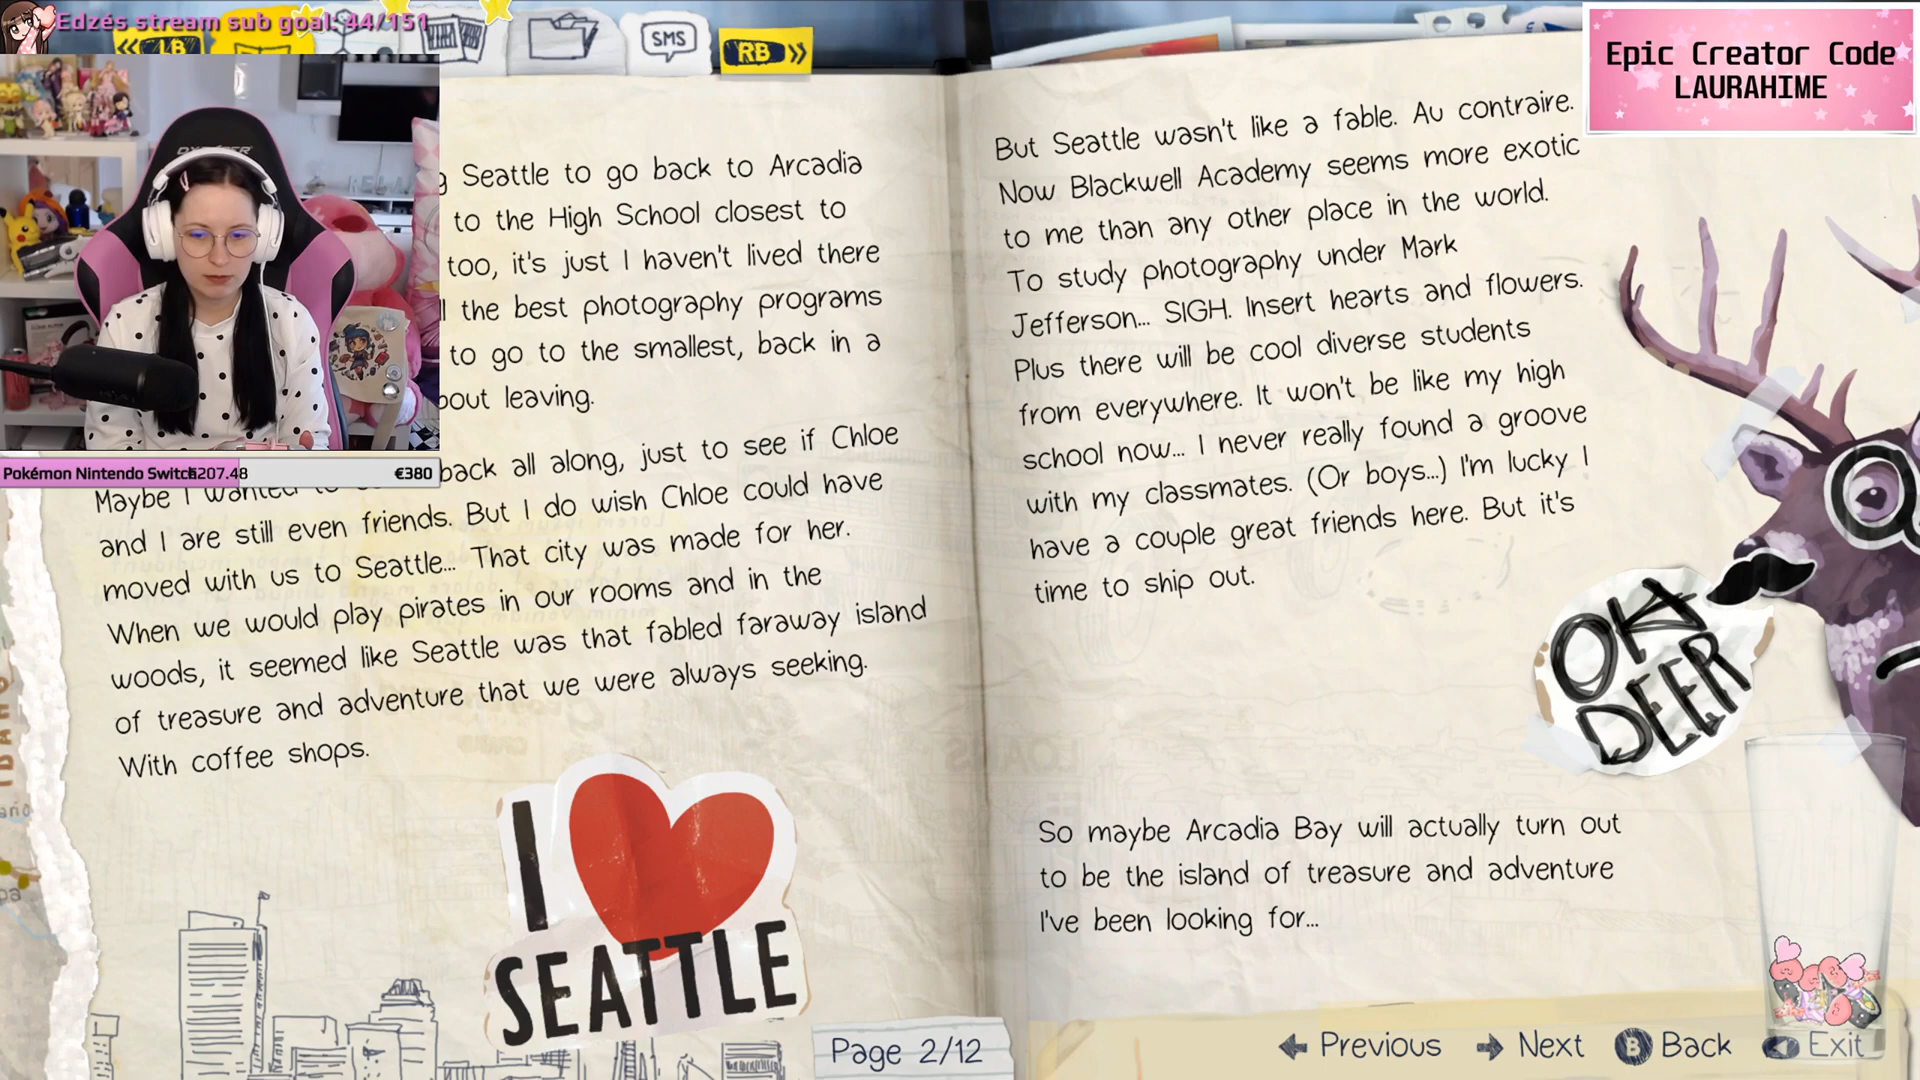 Edzés stream sub goal: 44/151
LB
SMS
RB
Epic Creator Code
LAURAHIME
Seattle to go back to Arcadia
to the High School closest to
too, it's just I haven't lived there
the best photography programs
to go to the smallest, back in a
leaving.
Pokémon Nintendo Switch
€380
Maybe I wanted to back all along, just to see if Chloe
and I are still even friends. But I do wish Chloe could have
moved with us to Seattle... That city was made for her.
When we would play pirates in our rooms and in the
woods, it seemed like Seattle was that fabled faraway island
of treasure and adventure that we were always seeking.
With coffee shops.
I
SEATTLE
Page 2/12
But Seattle wasn't like a fable. Au contraire.
Now Blackwell Academy seems more exotic
to me than any other place in the world.
To study photography under Mark
Jefferson... SIGH. Insert hearts and flowers.
Plus there will be cool diverse students
from everywhere. It won't be like my high
school now... I never really found a groove
with my classmates. (Or boys...) I'm lucky I
have a couple great friends here. But it's
time to ship out.
OH
DEER
So maybe Arcadia Bay will actually turn out
to be the island of treasure and adventure
I've been looking for...
Previous
Next
B Back
Exit